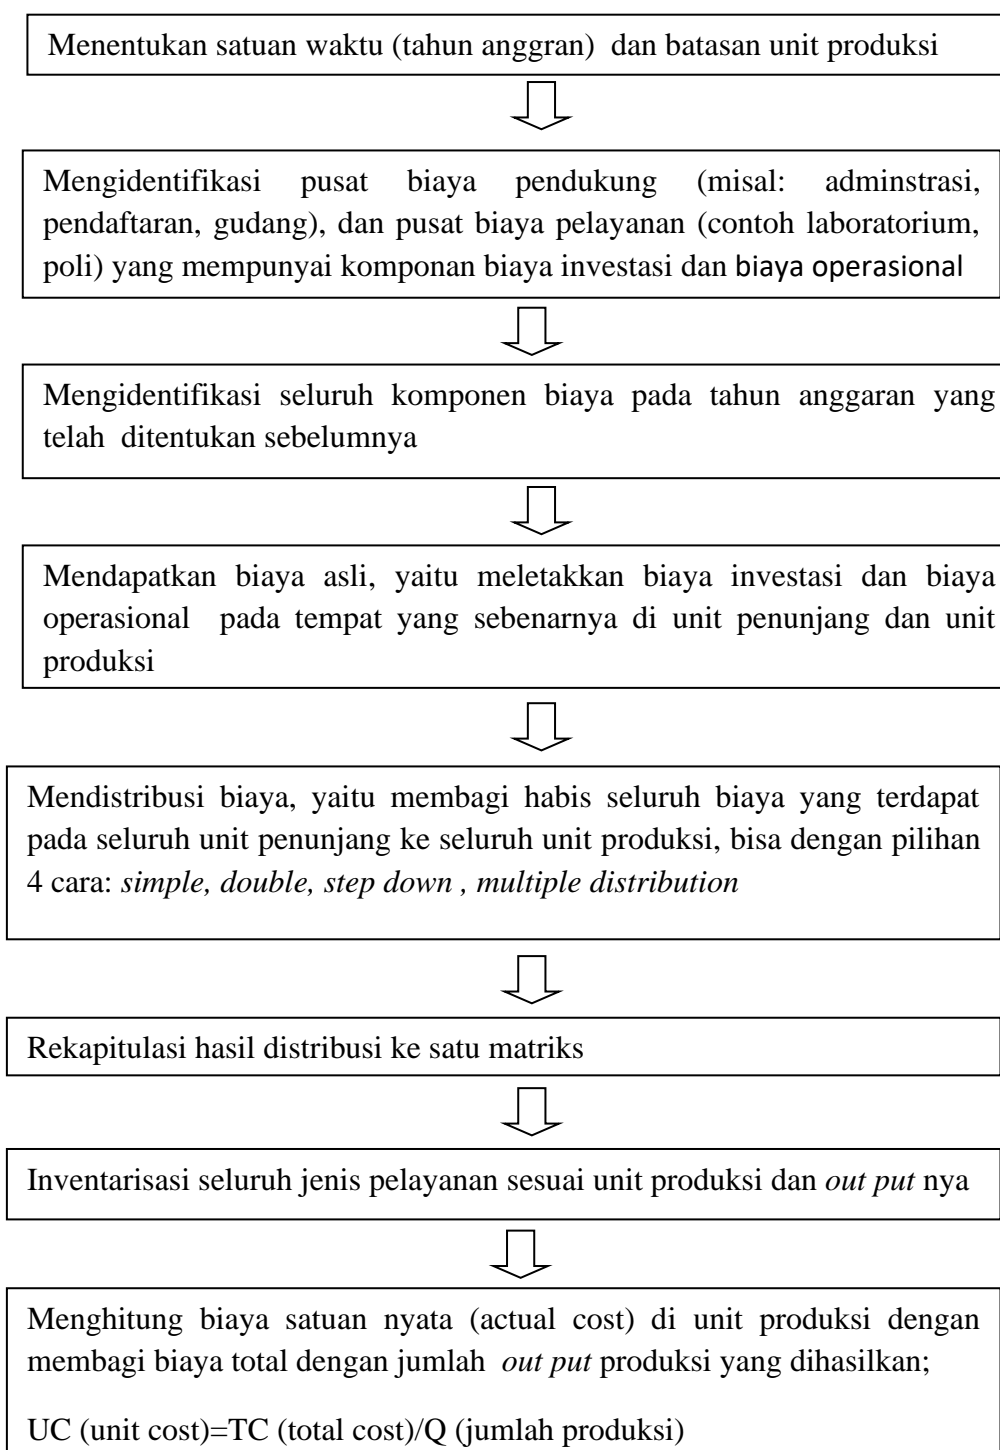 Menentukan satuan waktu (tahun anggran) dan batasan unit produksi
Mengidentifikasi pusat biaya pendukung (misal: adminstrasi,
pendaftaran, gudang), dan pusat biaya pelayanan (contoh laboratorium,
poli) yang mempunyai komponan biaya investasi dan biaya operasional
Mengidentifikasi seluruh komponen biaya pada tahun anggaran yang
telah ditentukan sebelumnya
Mendapatkan biaya asli, yaitu meletakkan biaya investasi dan biaya
operasional pada tempat yang sebenarnya di unit penunjang dan unit
produksi
Mendistribusi biaya, yaitu membagi habis seluruh biaya yang terdapat
pada seluruh unit penunjang ke seluruh unit produksi, bisa dengan pilihan
4 cara: simple, double, step down , multiple distribution
Rekapitulasi hasil distribusi ke satu matriks
Inventarisasi seluruh jenis pelayanan sesuai unit produksi dan out put nya
Menghitung biaya satuan nyata (actual cost) di unit produksi dengan
membagi biaya total dengan jumlah out put produksi yang dihasilkan;
UC (unit cost)=TC (total cost)/Q (jumlah produksi)